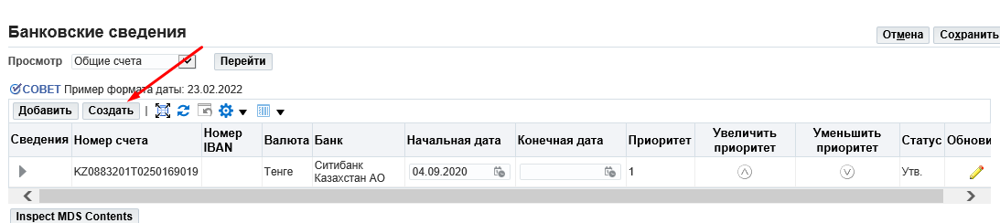 Банковские сведения
Отмена Сохранить
Просмотр Общие счета Перейти
СОВЕТ Пример формата даты: 23.02.2022
Добавить Создать |
Сведения Номер счета Номер IBAN Валюта Банк Начальная дата Конечная дата Приоритет Увеличить приоритет Уменьшить приоритет Статус Обнови
KZ0883201T0250169019 Тенге Ситибанк Казахстан АО 04.09.2020 1 Утв.
Inspect MDS Contents